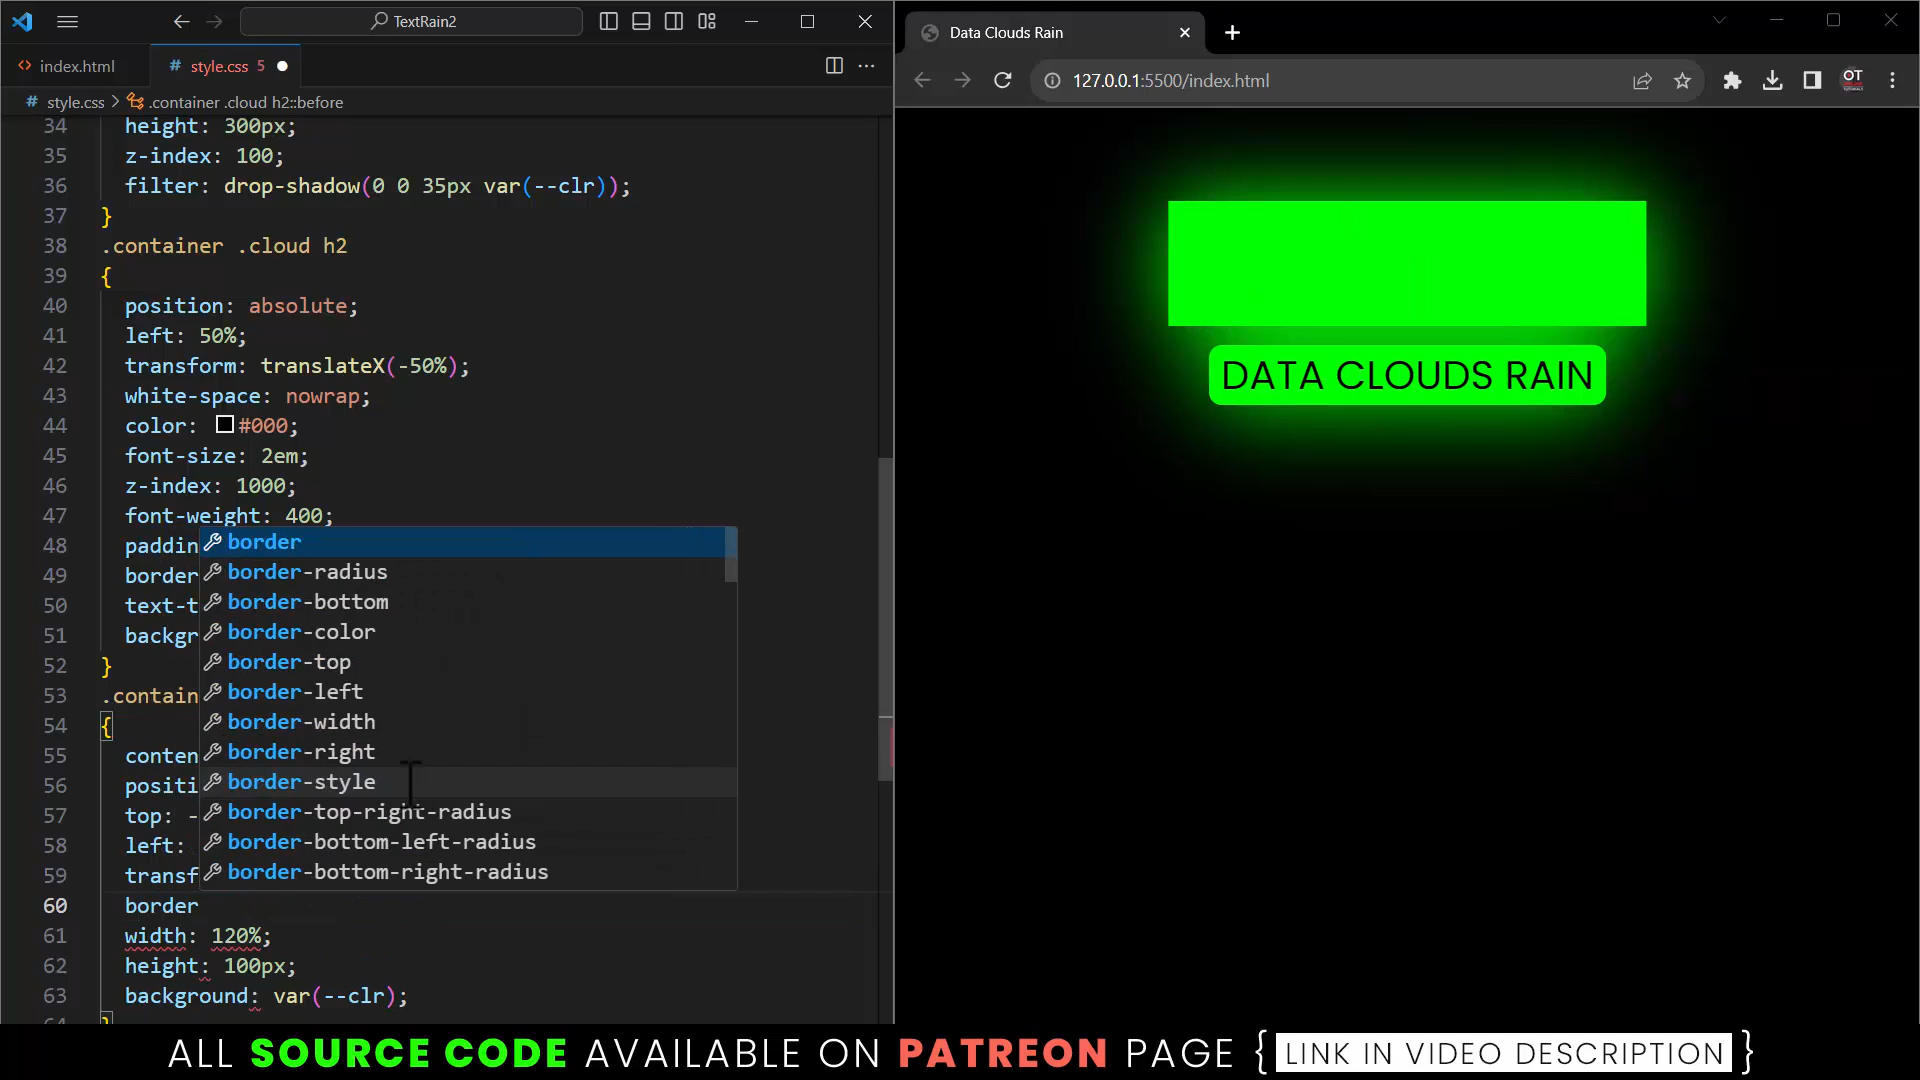 TextRain2
index.html
# style.css 5
# style.css > .container .cloud h2::before
34 height: 300px;
35 z-index: 100;
36 filter: drop-shadow(0 0 35px var(--clr));
37 }
38 .container .cloud h2
39 {
40 position: absolute;
41 left: 50%;
42 transform: translateX(-50%);
43 white-space: nowrap;
44 color: #000;
45 font-size: 2em;
46 z-index: 1000;
47 font-weight: 400;
48 paddin
49 border
50 text-t
51 backgr
52 }
53 .contain
54 {
55 conten
56 positi
57 top: -
58 left:
59 transf
60 border
61 width: 120%;
62 height: 100px;
63 background: var(--clr);
64 }
border
border-radius
border-bottom
border-color
border-top
border-left
border-width
border-right
border-style
border-top-right-radius
border-bottom-left-radius
border-bottom-right-radius
Data Clouds Rain
127.0.0.1:5500/index.html
OT
DATA CLOUDS RAIN
ALL SOURCE CODE AVAILABLE ON PATREON PAGE { LINK IN VIDEO DESCRIPTION }